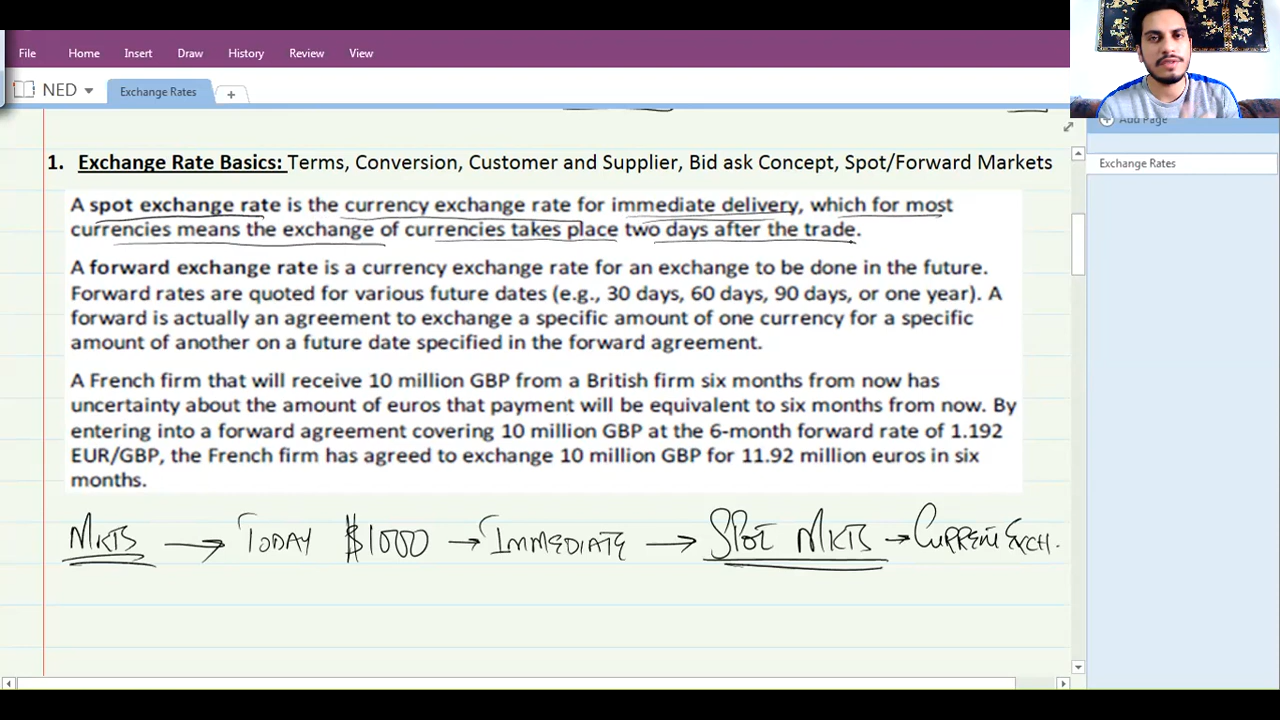 File Home Insert Draw History Review View
NED Exchange Rates
Add Page
Exchange Rates
1. Exchange Rate Basics: Terms, Conversion, Customer and Supplier, Bid ask Concept, Spot/Forward Markets
A spot exchange rate is the currency exchange rate for immediate delivery, which for most
currencies means the exchange of currencies takes place two days after the trade.
A forward exchange rate is a currency exchange rate for an exchange to be done in the future.
Forward rates are quoted for various future dates (e.g., 30 days, 60 days, 90 days, or one year). A
forward is actually an agreement to exchange a specific amount of one currency for a specific
amount of another on a future date specified in the forward agreement.
A French firm that will receive 10 million GBP from a British firm six months from now has
uncertainty about the amount of euros that payment will be equivalent to six months from now. By
entering into a forward agreement covering 10 million GBP at the 6-month forward rate of 1.192
EUR/GBP, the French firm has agreed to exchange 10 million GBP for 11.92 million euros in six
months.
MKTS → TODAY $1000 → IMMEDIATE → SPOT MKTS → CURRENT EXCH.